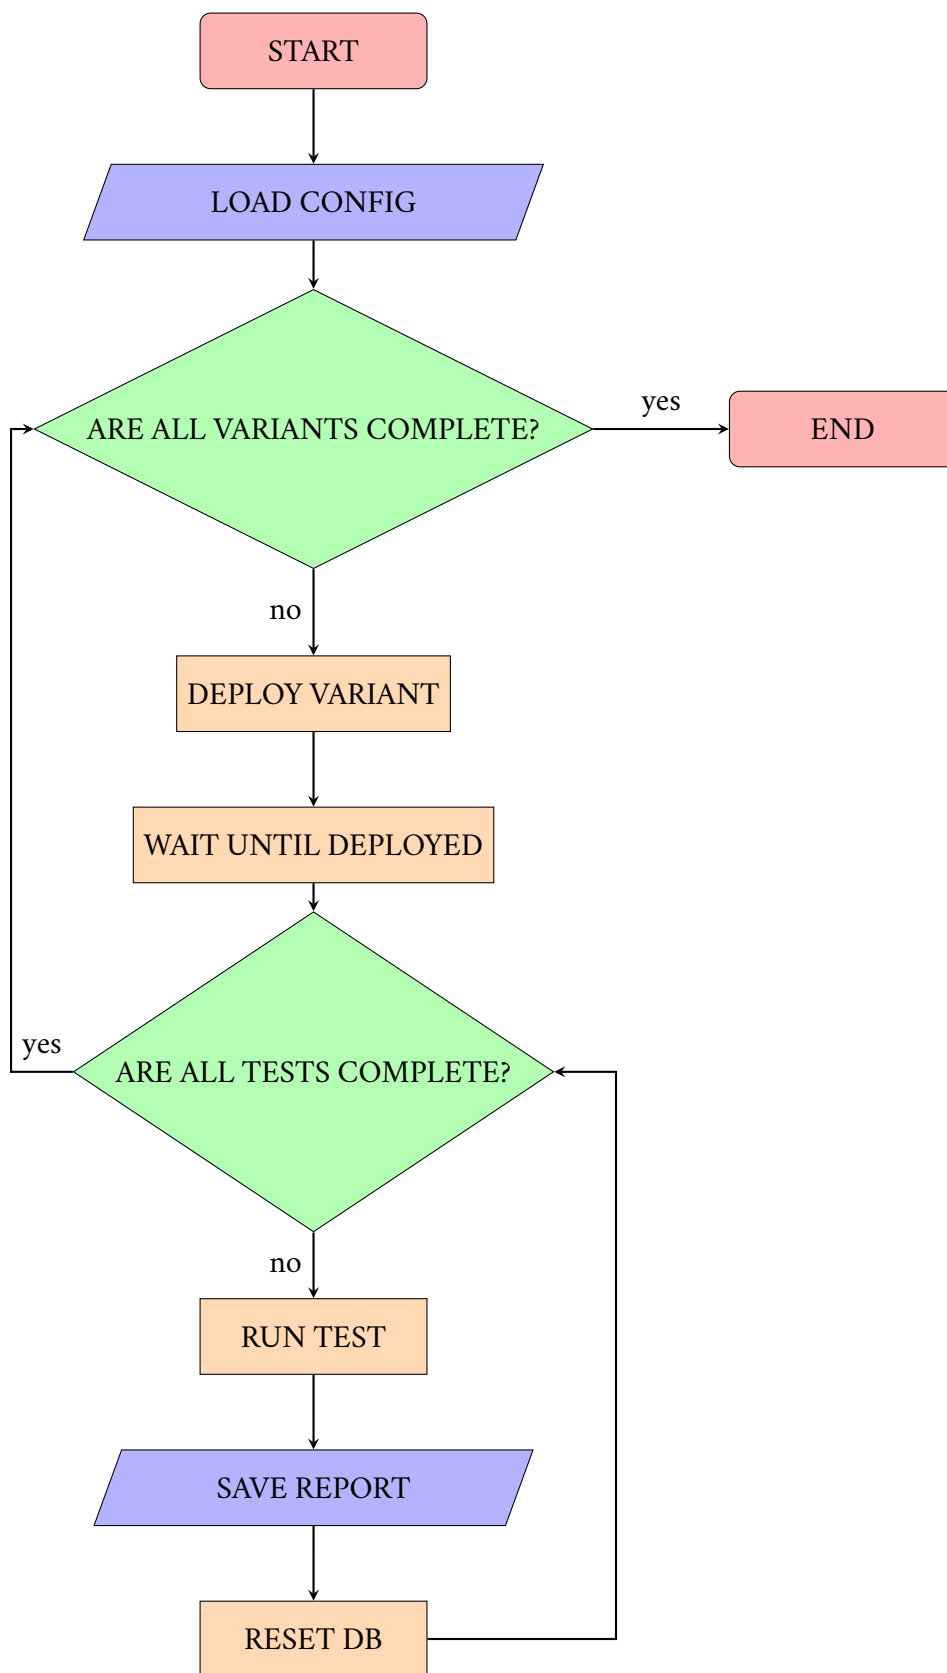 START
LOAD CONFIG
ARE ALL VARIANTS COMPLETE?
yes
END
no
DEPLOY VARIANT
WAIT UNTIL DEPLOYED
yes
ARE ALL TESTS COMPLETE?
no
RUN TEST
SAVE REPORT
RESET DB